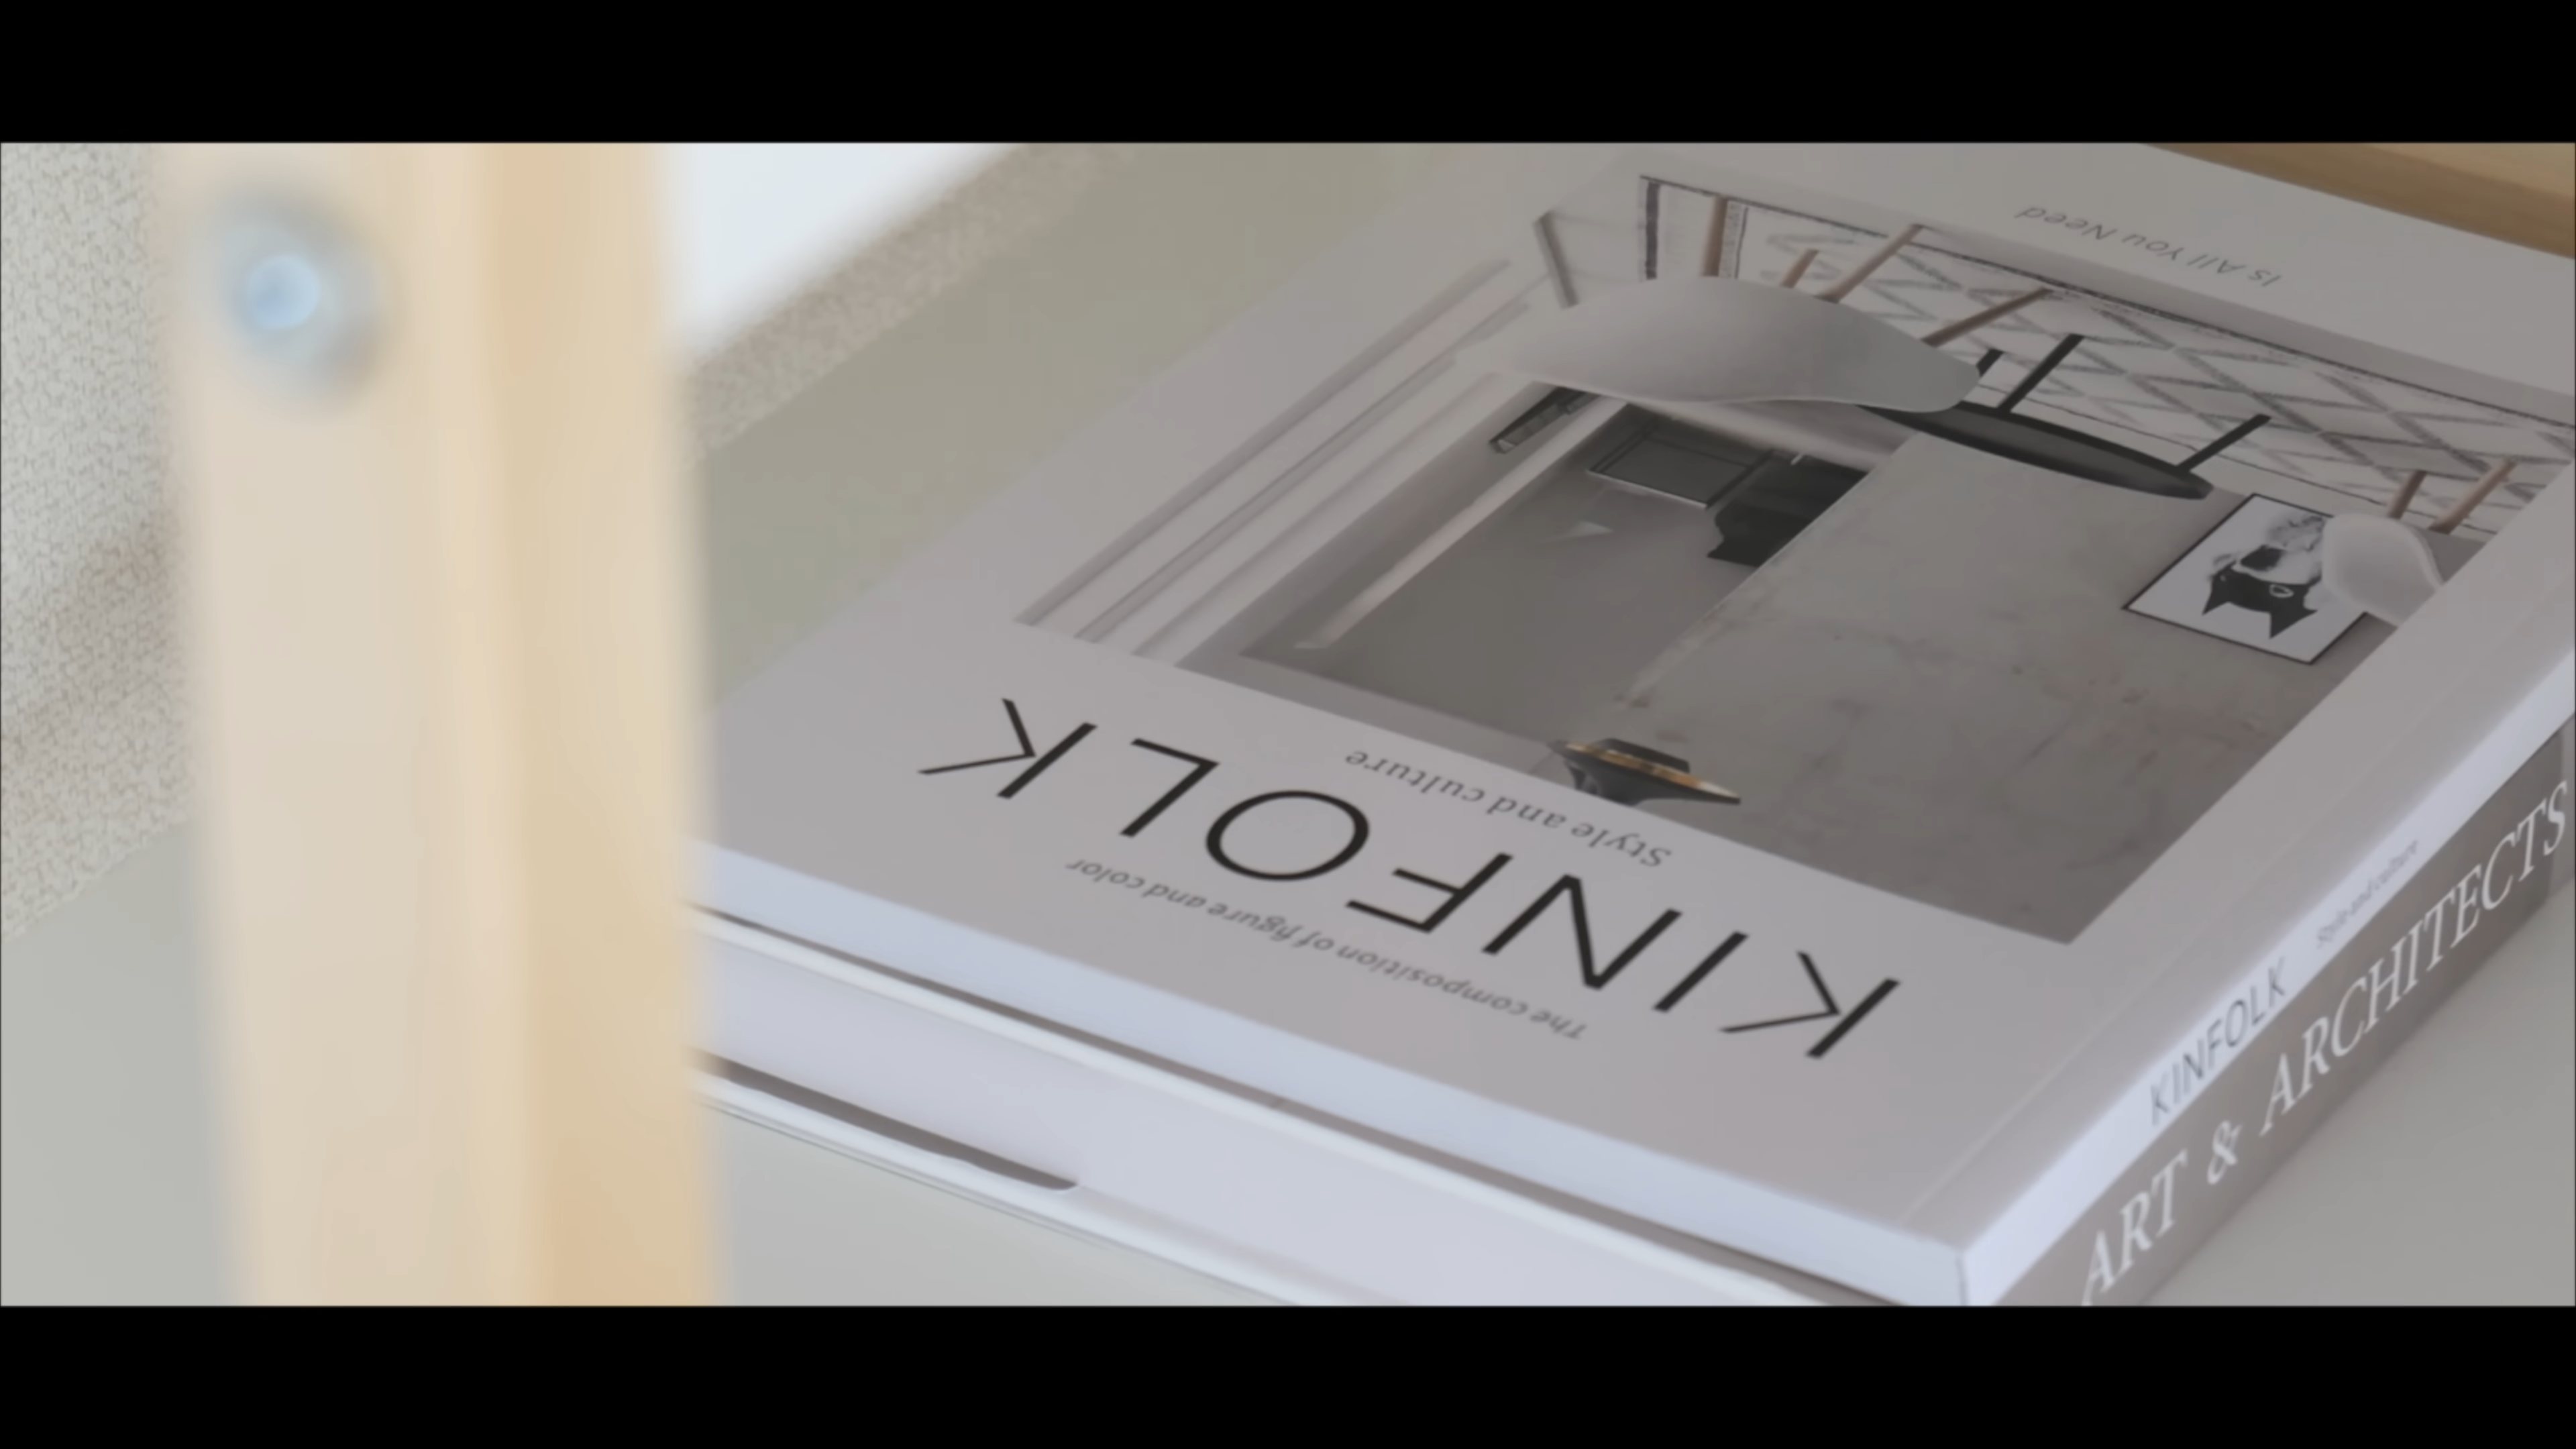 The composition of figure and color
KINFOLK
Style and culture
Is All You Need
KINFOLK Style and culture
ART & ARCHITECTS